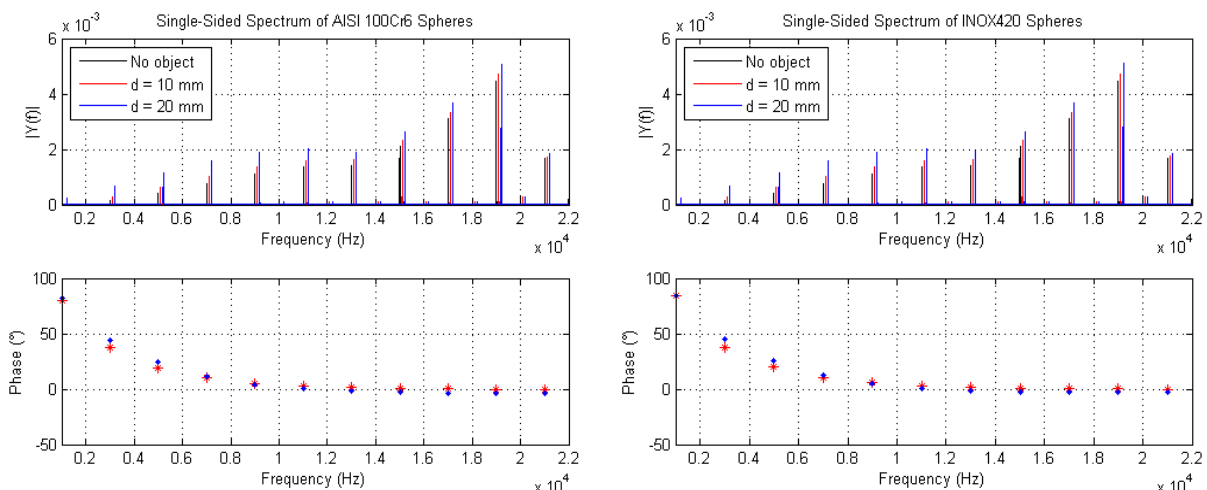 Single-Sided Spectrum of AISI 100Cr6 Spheres
x 10⁻³
6
4
2
0
|Y(f)|
No object
d = 10 mm
d = 20 mm
0.2 0.4 0.6 0.8 1 1.2 1.4 1.6 1.8 2 2.2
Frequency (Hz)
x 10⁴
Single-Sided Spectrum of INOX420 Spheres
x 10⁻³
6
4
2
0
|Y(f)|
No object
d = 10 mm
d = 20 mm
0.2 0.4 0.6 0.8 1 1.2 1.4 1.6 1.8 2 2.2
Frequency (Hz)
x 10⁴
100
50
0
-50
Phase (°)
0.2 0.4 0.6 0.8 1 1.2 1.4 1.6 1.8 2 2.2
Frequency (Hz)
x 10⁴
100
50
0
-50
Phase (°)
0.2 0.4 0.6 0.8 1 1.2 1.4 1.6 1.8 2 2.2
Frequency (Hz)
x 10⁴